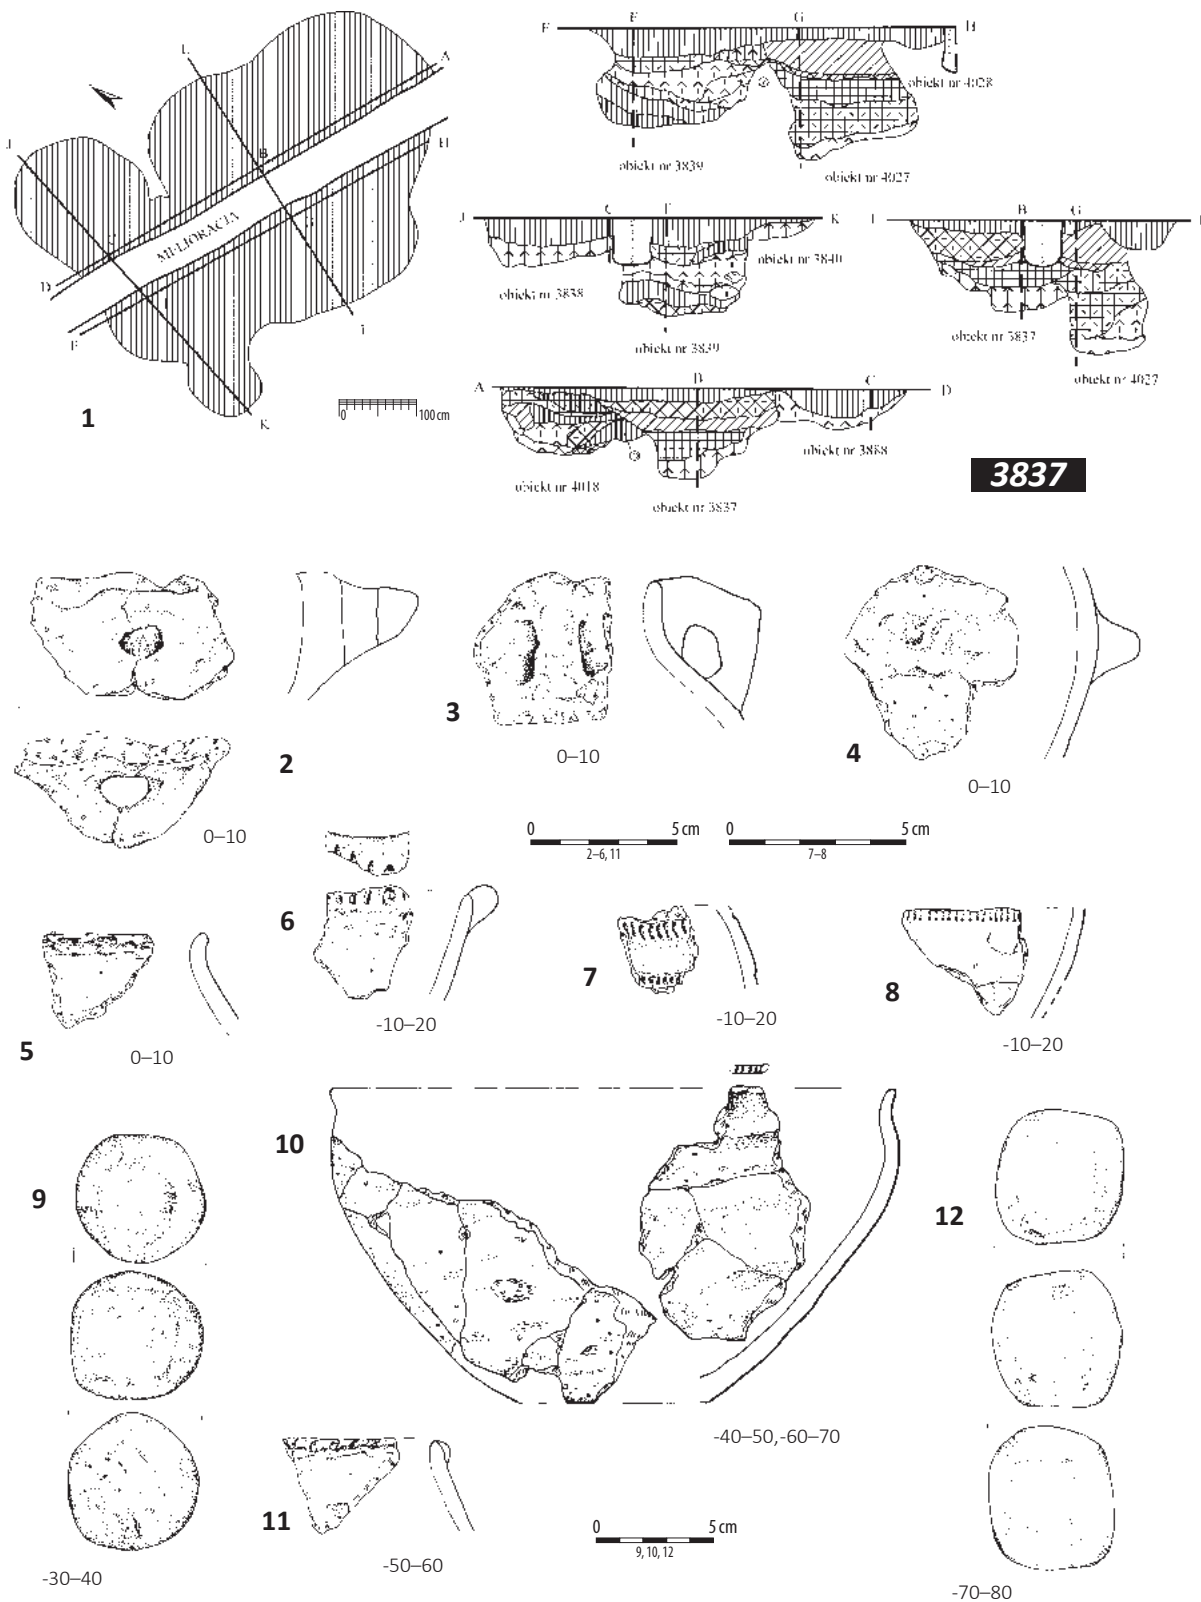 L
A
J
B
H
MELIORACJA
D
F
I
K
1
0 100 cm
F G H
obiekt nr 4028
obiekt nr 3839
obiekt nr 4027
J C F K
obiekt nr 3840
obiekt nr 3838
obiekt nr 3839
B G
obiekt nr 3837
obiekt nr 4027
A B C D
obiekt nr 3888
obiekt nr 4018
obiekt nr 3837
3837
2
0–10
3
0–10
4
0–10
0 5 cm
2–6, 11
0 5 cm
7–8
5
0–10
6
-10–20
7
-10–20
8
-10–20
9
-30–40
10
-40–50, -60–70
11
-50–60
0 5 cm
9, 10, 12
12
-70–80